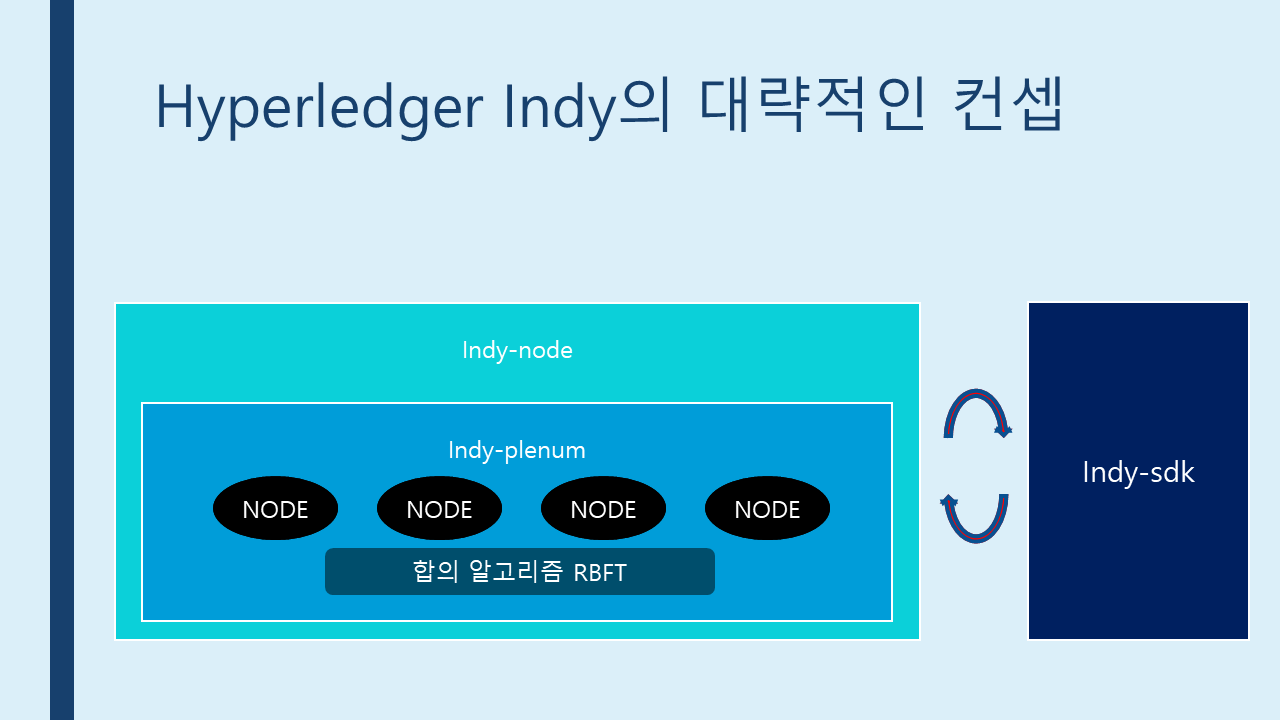 Hyperledger Indy의 대략적인 컨셉
Indy-node
Indy-plenum
NODE NODE NODE NODE
합의 알고리즘 RBFT
Indy-sdk